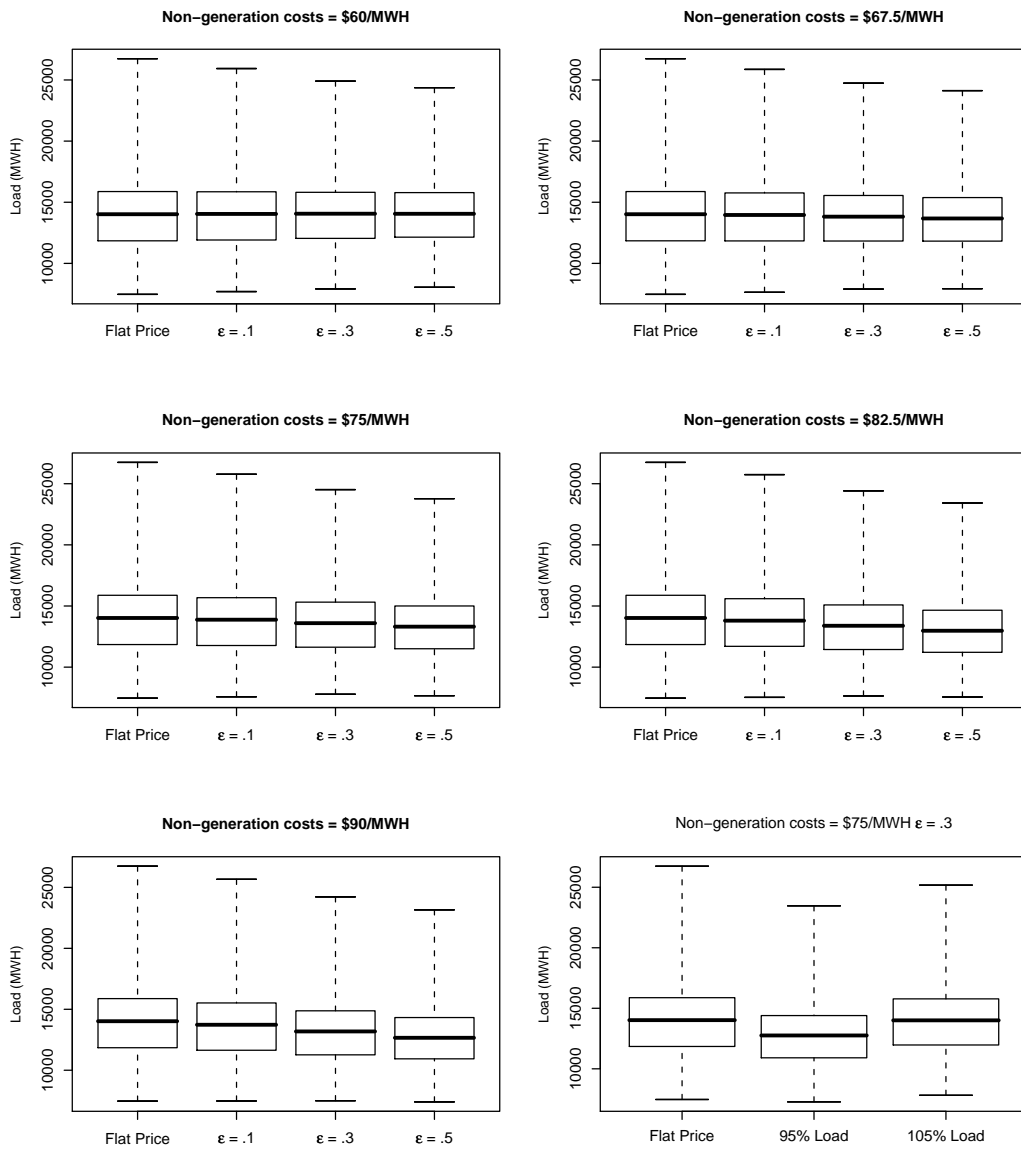 Non−generation costs = $60/MWH
Load (MWH)
25000
20000
15000
10000
Flat Price ε = .1 ε = .3 ε = .5
Non−generation costs = $67.5/MWH
Load (MWH)
25000
20000
15000
10000
Flat Price ε = .1 ε = .3 ε = .5
Non−generation costs = $75/MWH
Load (MWH)
25000
20000
15000
10000
Flat Price ε = .1 ε = .3 ε = .5
Non−generation costs = $82.5/MWH
Load (MWH)
25000
20000
15000
10000
Flat Price ε = .1 ε = .3 ε = .5
Non−generation costs = $90/MWH
Load (MWH)
25000
20000
15000
10000
Flat Price ε = .1 ε = .3 ε = .5
Non−generation costs = $75/MWH ε = .3
Load (MWH)
25000
20000
15000
10000
Flat Price 95% Load 105% Load